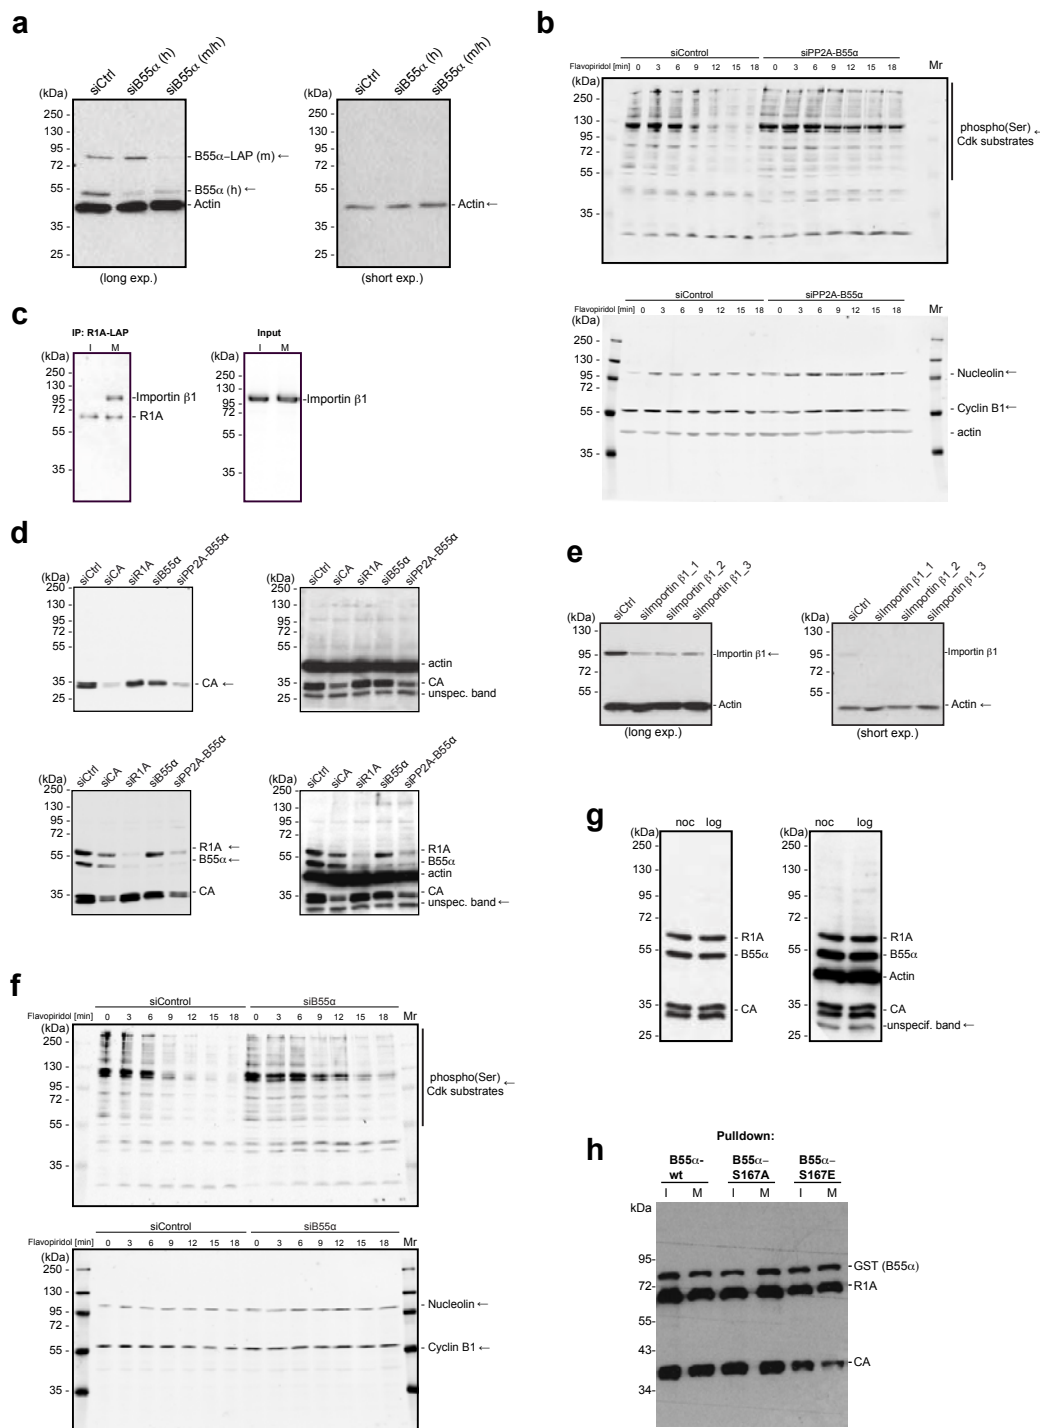 a
siCtrl
siB55α (h)
siB55α (m/h)
(kDa)
250 -
130 -
95 -
72 -
55 -
35 -
25 -
- B55α–LAP (m) ←
- B55α (h) ←
- Actin
(long exp.)
siCtrl
siB55α (h)
siB55α (m/h)
(kDa)
250 -
130 -
95 -
72 -
55 -
35 -
25 -
- Actin ←
(short exp.)
b
siControl siPP2A-B55α
Flavopiridol [min] 0 3 6 9 12 15 18 0 3 6 9 12 15 18 Mr
(kDa)
250 -
130 -
95 -
72 -
55 -
35 -
phospho(Ser) ←
Cdk substrates
siControl siPP2A-B55α
Flavopiridol [min] 0 3 6 9 12 15 18 0 3 6 9 12 15 18 Mr
(kDa)
250 -
130 -
95 -
72 -
55 -
35 -
- Nucleolin ←
- Cyclin B1 ←
- actin
c
IP: R1A-LAP
I M
(kDa)
250 -
130 -
95 -
72 -
55 -
35 -
-Importin β1
- R1A
Input
I M
(kDa)
250 -
130 -
95 -
72 -
55 -
35 -
-Importin β1
d
siCtrl
siCA
siR1A
siB55α
siPP2A-B55α
(kDa)
250 -
130 -
95 -
72 -
55 -
35 -
25 -
- CA ←
siCtrl
siCA
siR1A
siB55α
siPP2A-B55α
(kDa)
250 -
130 -
95 -
72 -
55 -
35 -
25 -
- actin
- CA
- unspec. band
siCtrl
siCA
siR1A
siB55α
siPP2A-B55α
(kDa)
250 -
130 -
95 -
72 -
55 -
35 -
- R1A ←
- B55α ←
- CA
siCtrl
siCA
siR1A
siB55α
siPP2A-B55α
(kDa)
250 -
130 -
95 -
72 -
55 -
35 -
- R1A
- B55α
- actin
- CA
- unspec. band ←
e
siCtrl
siImportin β1_1
siImportin β1_2
siImportin β1_3
(kDa)
130 -
95 -
72 -
55 -
-Importin β1 ←
- Actin
(long exp.)
siCtrl
siImportin β1_1
siImportin β1_2
siImportin β1_3
(kDa)
130 -
95 -
72 -
55 -
-Importin β1
- Actin ←
(short exp.)
f
siControl siB55α
Flavopiridol [min] 0 3 6 9 12 15 18 0 3 6 9 12 15 18 Mr
(kDa)
250 -
130 -
95 -
72 -
55 -
35 -
phospho(Ser) ←
Cdk substrates
siControl siB55α
Flavopiridol [min] 0 3 6 9 12 15 18 0 3 6 9 12 15 18 Mr
(kDa)
250 -
130 -
95 -
72 -
55 -
35 -
- Nucleolin ←
- Cyclin B1 ←
g
noc log
(kDa)
250 -
130 -
95 -
72 -
55 -
35 -
25 -
- R1A
- B55α
- CA
noc log
(kDa)
250 -
130 -
95 -
72 -
55 -
35 -
25 -
- R1A
- B55α
- Actin
- CA
-unspecif. band ←
h
Pulldown:
B55α- B55α– B55α–
wt S167A S167E
I M I M I M
kDa
95-
72-
55-
43-
34-
-GST (B55α)
-R1A
-CA